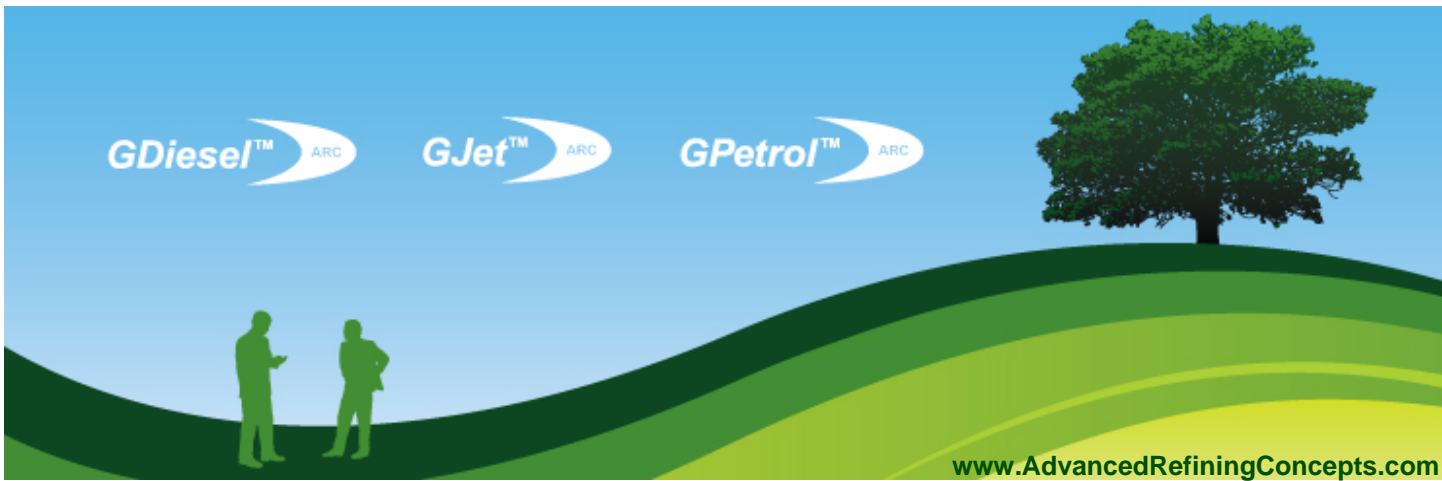 GDiesel™ ARC GJet™ ARC GPetrol™ ARC
www.AdvancedRefiningConcepts.com